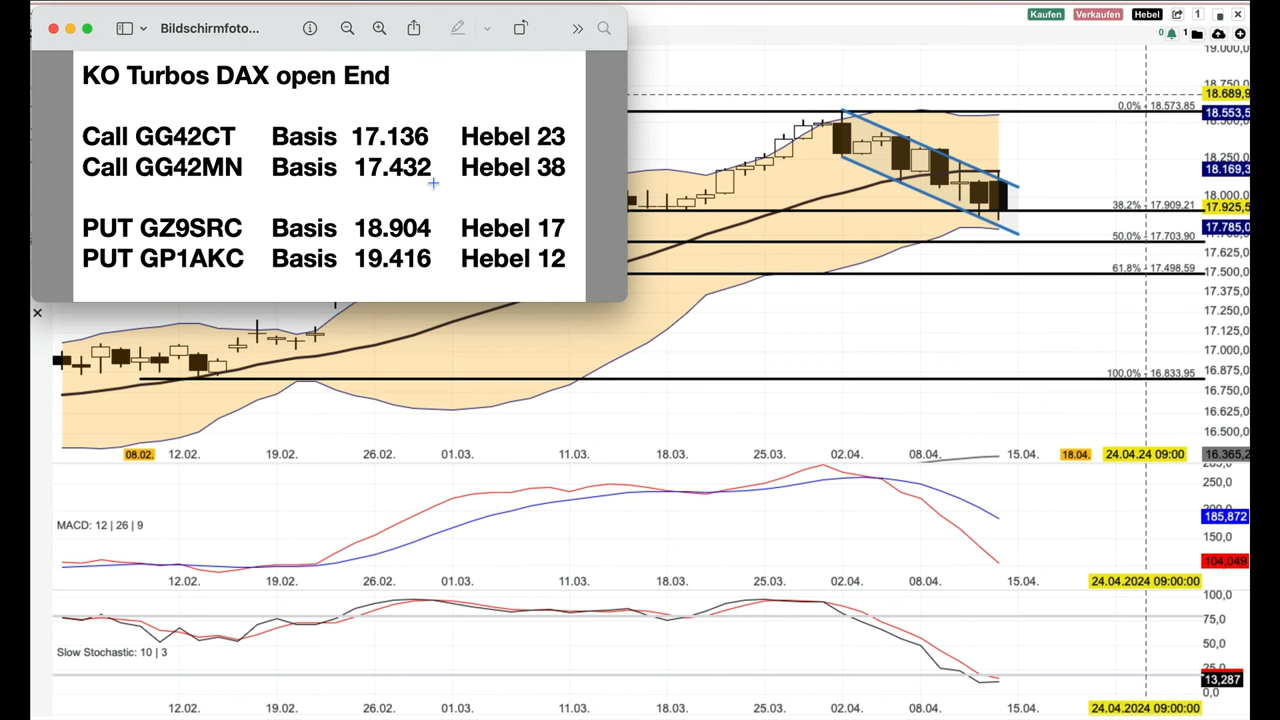 Kaufen Verkaufen Hebel 1
0 1
Bildschirmfoto...
KO Turbos DAX open End
Call GG42CT Basis 17.136 Hebel 23
Call GG42MN Basis 17.432 Hebel 38
PUT GZ9SRC Basis 18.904 Hebel 17
PUT GP1AKC Basis 19.416 Hebel 12
18.689,9
0.0% - 18.573,85
18.553,5
18.250,0
18.169,3
18.000,0
38,2% - 17.909,21
17.925,5
17.785,0
50.0% - 17.703,90
17.625,0
61,8% - 17.498,59
17.500,0
17.375,0
17.250,0
17.125,0
17.000,0
100.0% - 16.833,95
16.875,0
16.750,0
16.625,0
16.500,0
08.02. 12.02. 19.02. 26.02. 01.03. 11.03. 18.03. 25.03. 02.04. 08.04. 15.04. 18.04. 24.04.24 09:00
16.365,2
250,0
MACD: 12 | 26 | 9
185,872
150,0
104,049
12.02. 19.02. 26.02. 01.03. 11.03. 18.03. 25.03. 02.04. 08.04. 15.04. 24.04.2024 09:00:00
100,0
75,0
50,0
Slow Stochastic: 10 | 3
13,287
0,0
12.02. 19.02. 26.02. 01.03. 11.03. 18.03. 25.03. 02.04. 08.04. 15.04. 24.04.2024 09:00:00